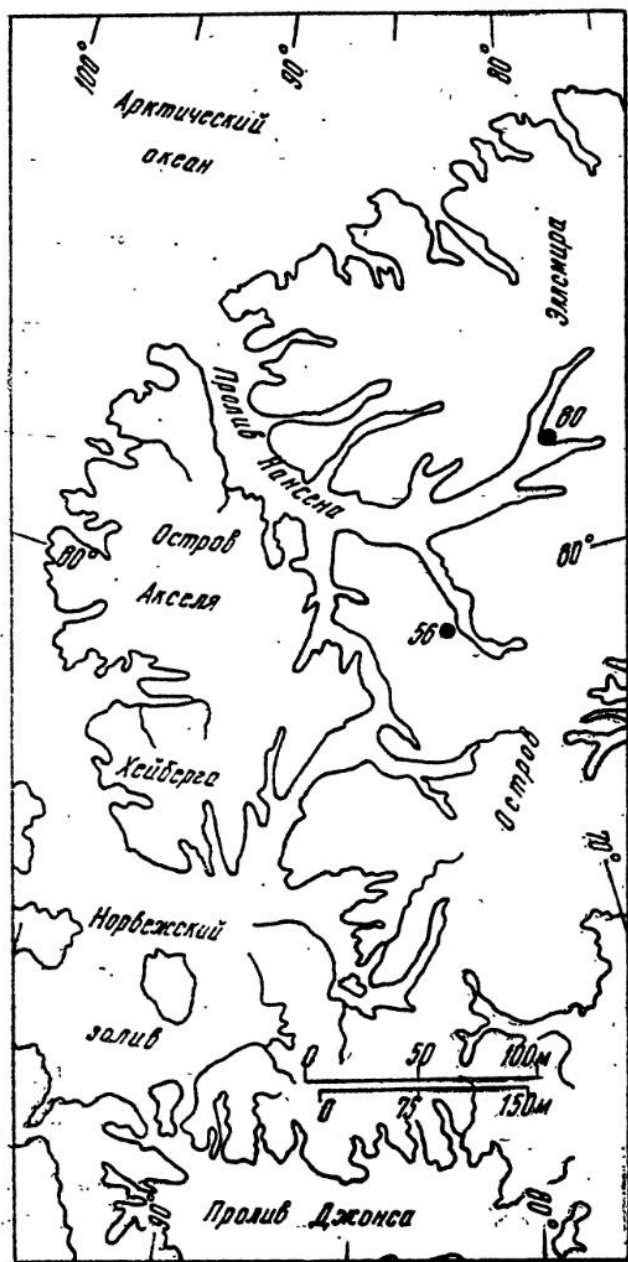 100°
90°
80°
Арктический
океан
Эллсмира
Пролив
Нансена
80
Остров
80°
80°
Акселя
56
Хейберга
остров
70°
Норвежский
залив
0 50 100м
0 75 150м
90°
Пролив Джонса
80°